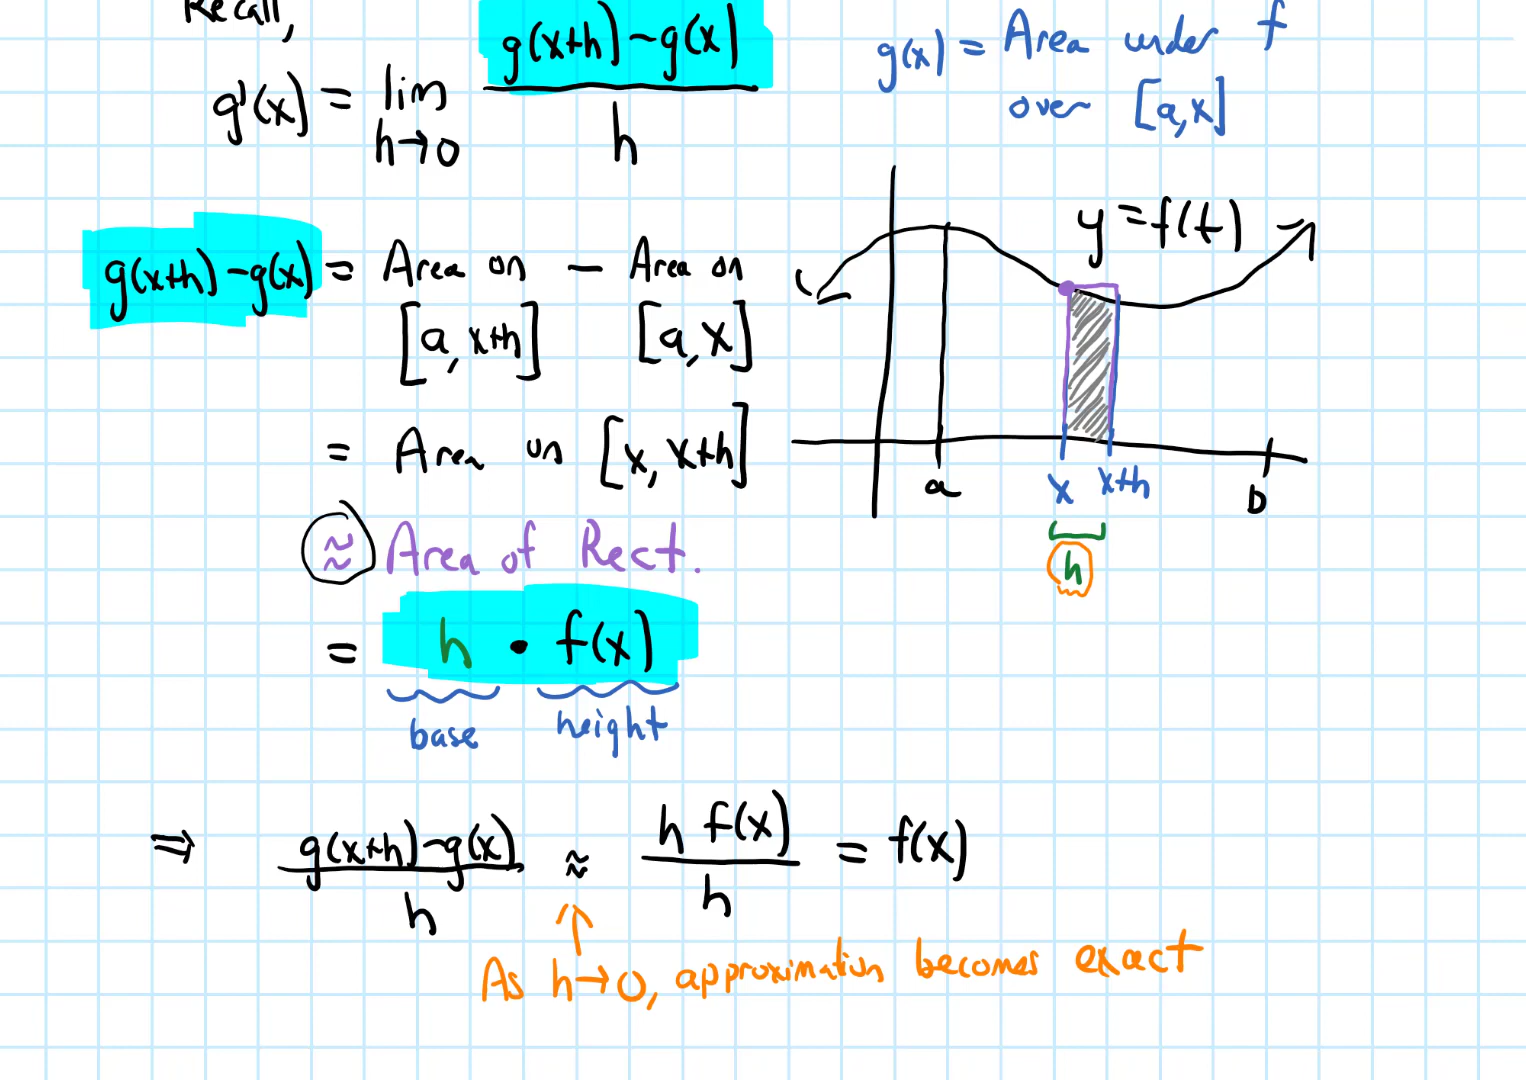 Recall,
g'(x) = lim h→0 g(x+h)-g(x) / h
g(x) = Area under f
over [a,x]
g(x+h)-g(x) = Area on [a, x+h] - Area on [a, x]
= Area on [x, x+h]
≈ Area of Rect.
= h • f(x)
base height
y = f(t)
a x x+h b
h
⇒ g(x+h)-g(x) / h ≈ h f(x) / h = f(x)
As h→0, approximation becomes exact